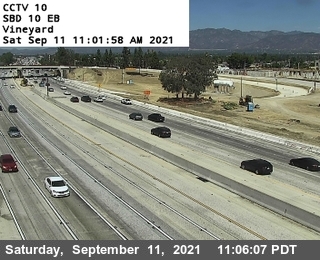 CCTV 10
SBD 10 EB
Vineyard
Sat Sep 11 11:01:58 AM 2021
Saturday, September 11, 2021 11:06:07 PDT